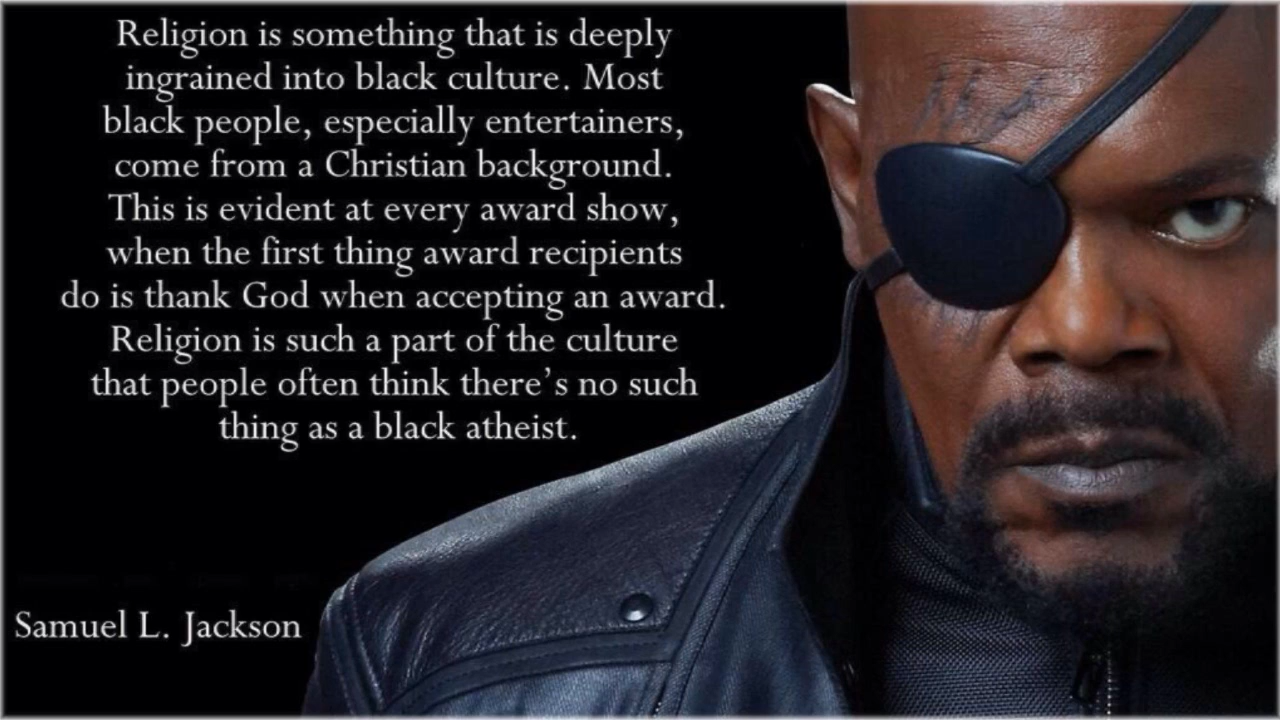 Religion is something that is deeply
ingrained into black culture. Most
black people, especially entertainers,
come from a Christian background.
This is evident at every award show,
when the first thing award recipients
do is thank God when accepting an award.
Religion is such a part of the culture
that people often think there’s no such
thing as a black atheist.
Samuel L. Jackson